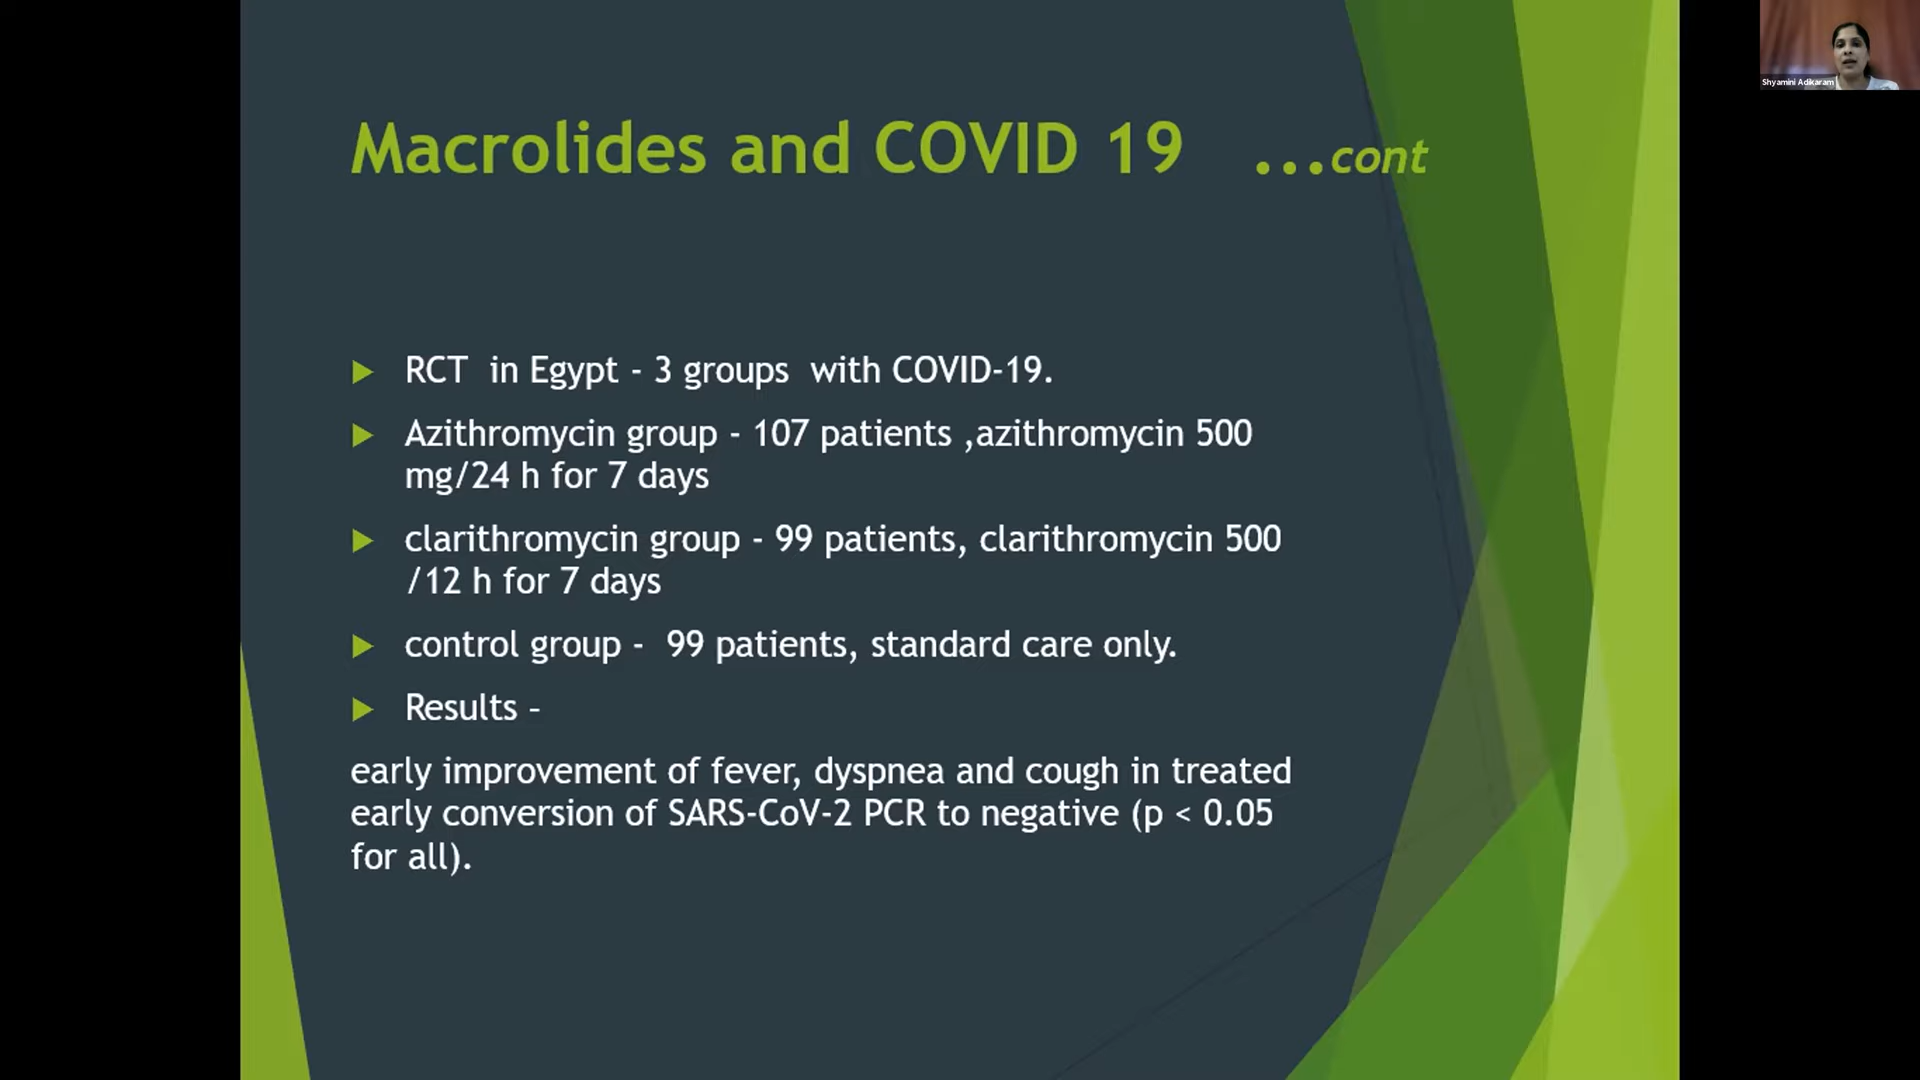 Macrolides and COVID 19 ...cont
Shyamini Adikaram
RCT in Egypt - 3 groups with COVID-19.
Azithromycin group - 107 patients ,azithromycin 500
mg/24 h for 7 days
clarithromycin group - 99 patients, clarithromycin 500
/12 h for 7 days
control group - 99 patients, standard care only.
Results –
early improvement of fever, dyspnea and cough in treated
early conversion of SARS-CoV-2 PCR to negative (p < 0.05
for all).